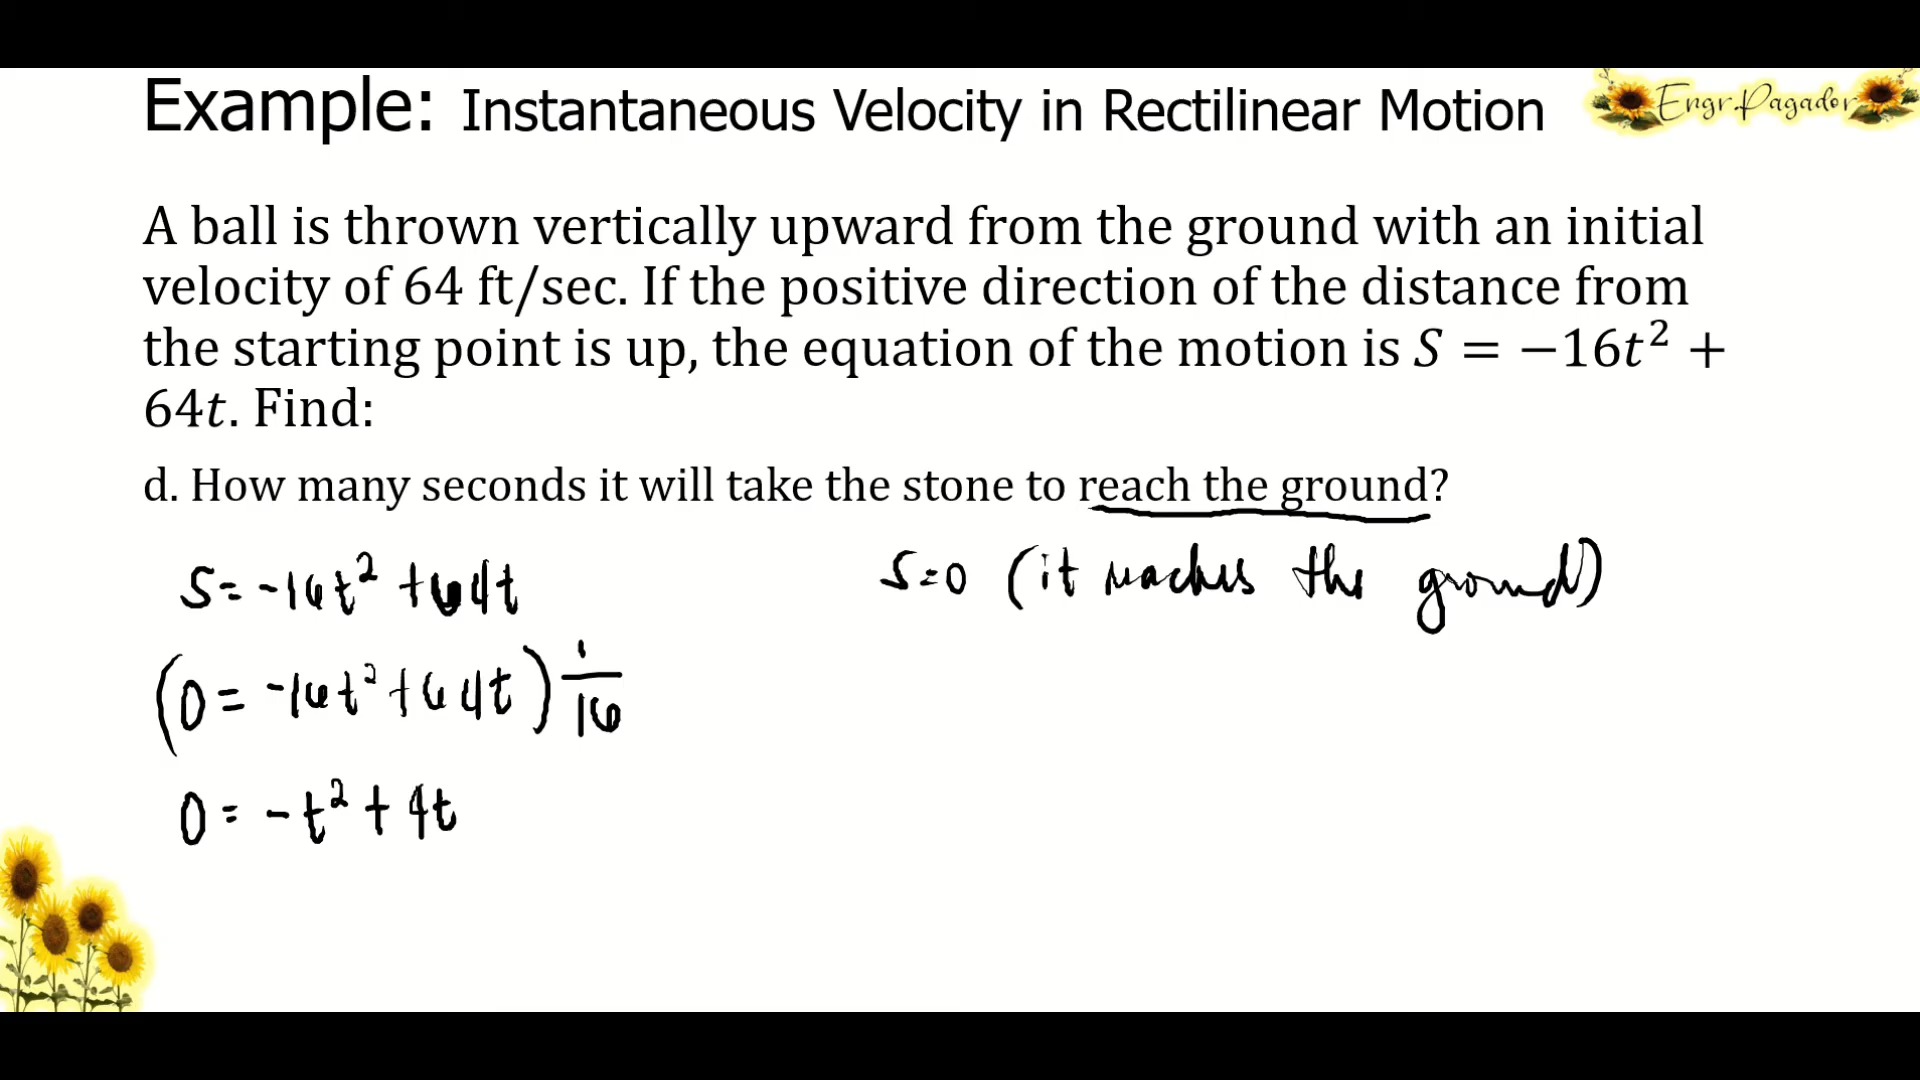 Example: Instantaneous Velocity in Rectilinear Motion
Engr.Pagador
A ball is thrown vertically upward from the ground with an initial
velocity of 64 ft/sec. If the positive direction of the distance from
the starting point is up, the equation of the motion is S = −16t² +
64t. Find:
d. How many seconds it will take the stone to reach the ground?
S = -16t² + 64t
S=0 (it reaches the ground)
(0 = -16t² + 64t) 1/16
0 = -t² + 4t